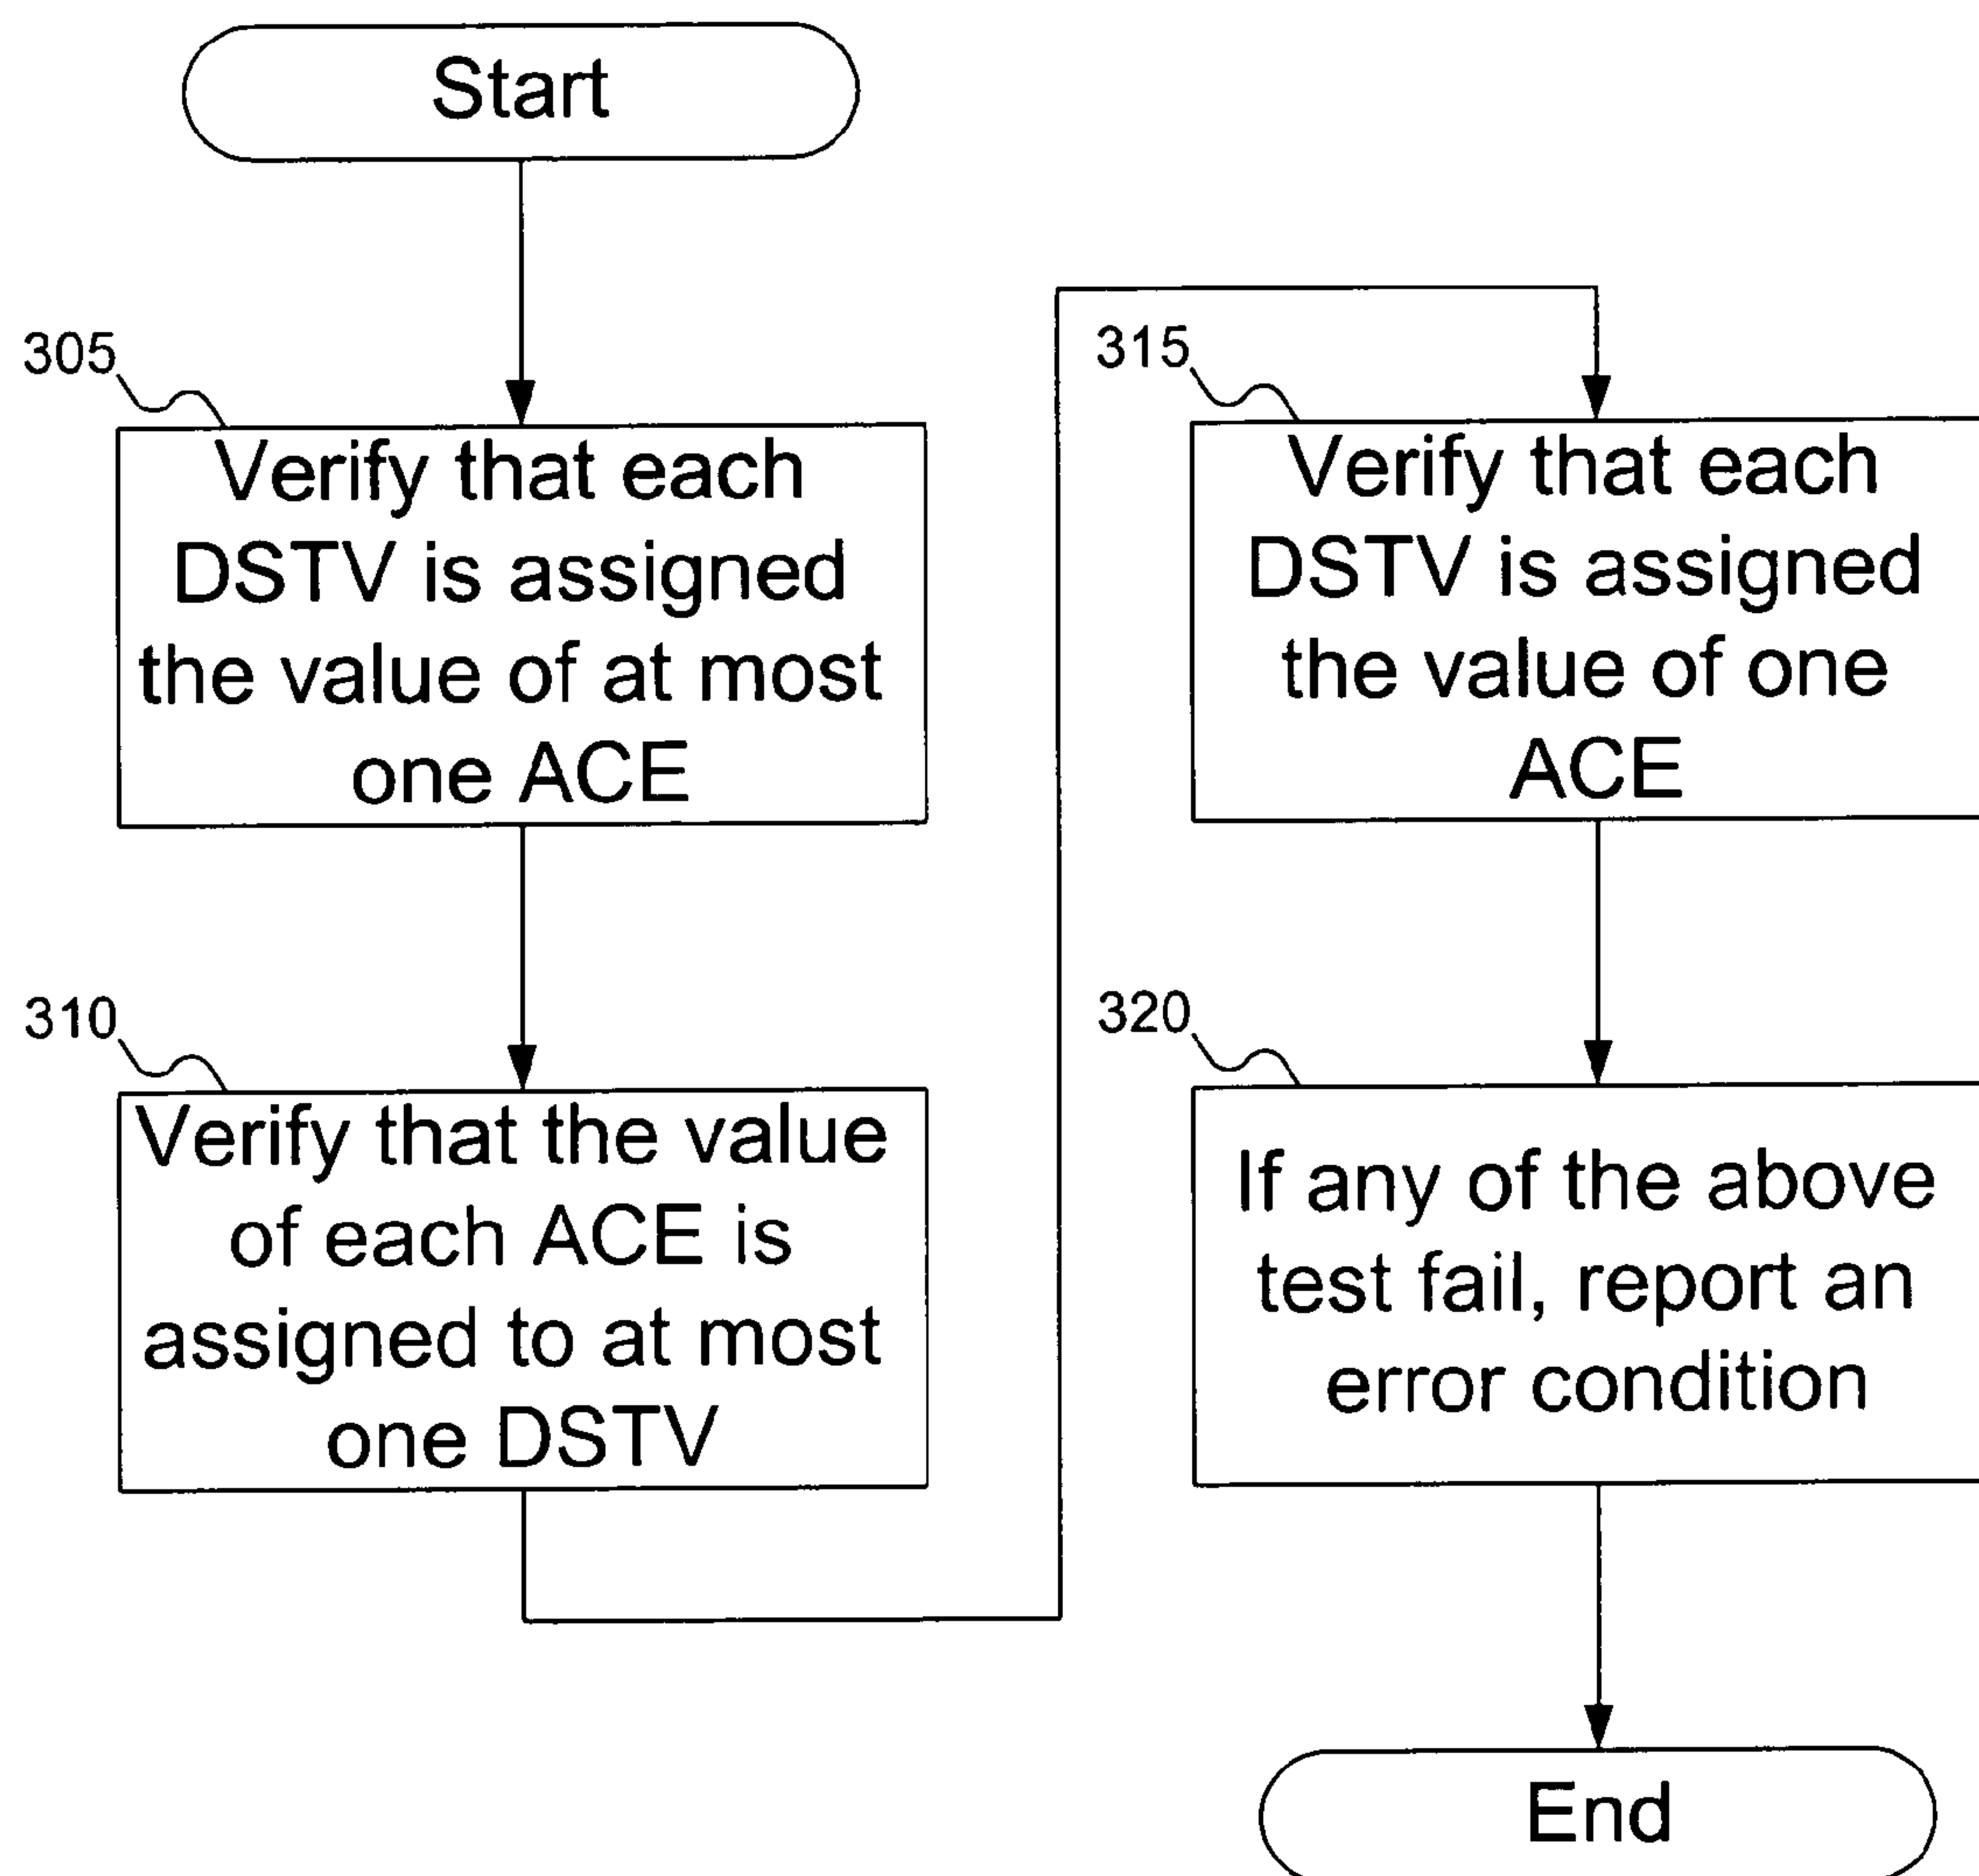 Start
305
Verify that each
DSTV is assigned
the value of at most
one ACE
310
Verify that the value
of each ACE is
assigned to at most
one DSTV
315
Verify that each
DSTV is assigned
the value of one
ACE
320
If any of the above
test fail, report an
error condition
End